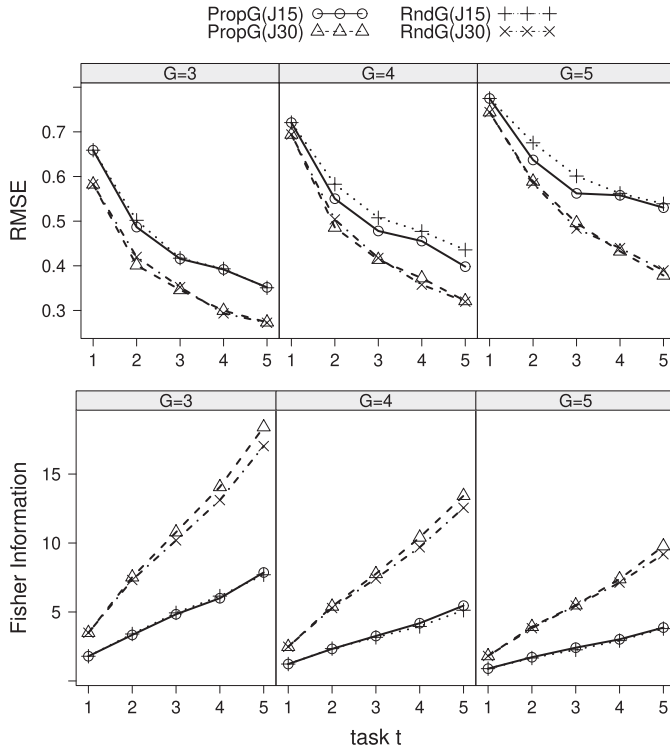 PropG(J15) RndG(J15)
PropG(J30) RndG(J30)
G=3 G=4 G=5
RMSE
0.7
0.6
0.5
0.4
0.3
1 2 3 4 5 1 2 3 4 5 1 2 3 4 5
G=3 G=4 G=5
Fisher Information
15
10
5
1 2 3 4 5 1 2 3 4 5 1 2 3 4 5
task t